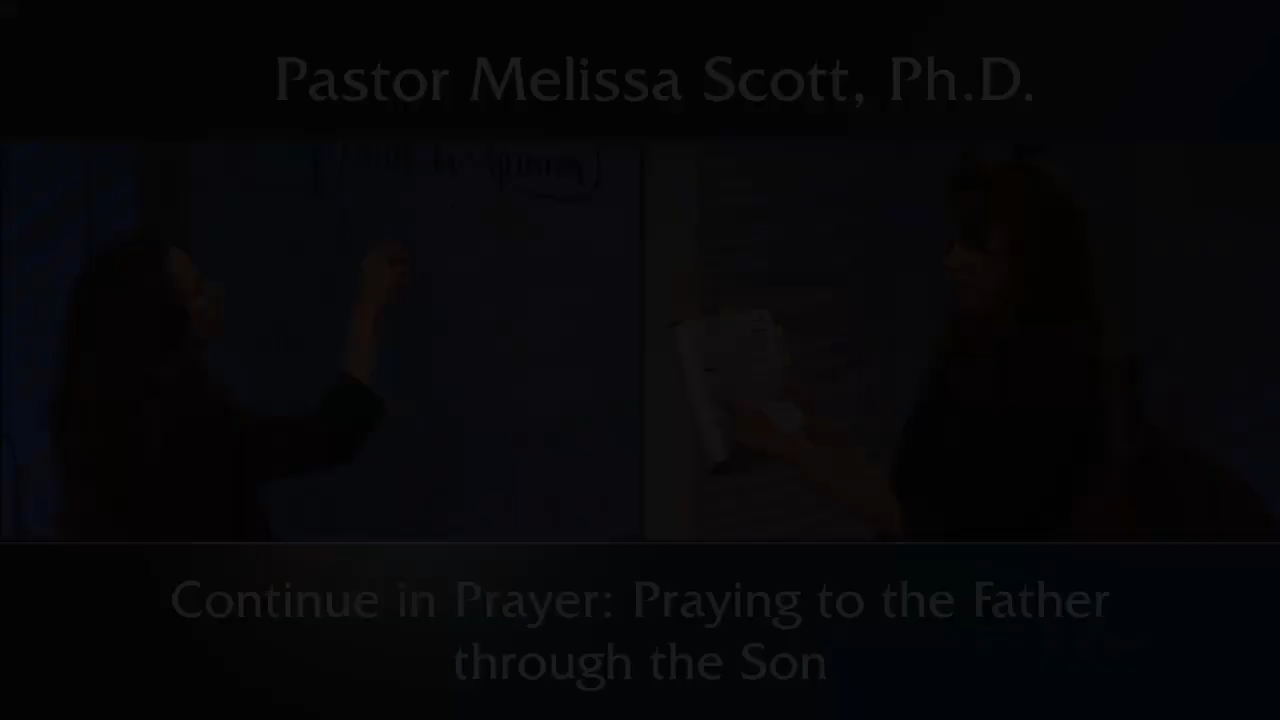 Pastor Melissa Scott, Ph.D.
Continue in Prayer: Praying to the Father
through the Son